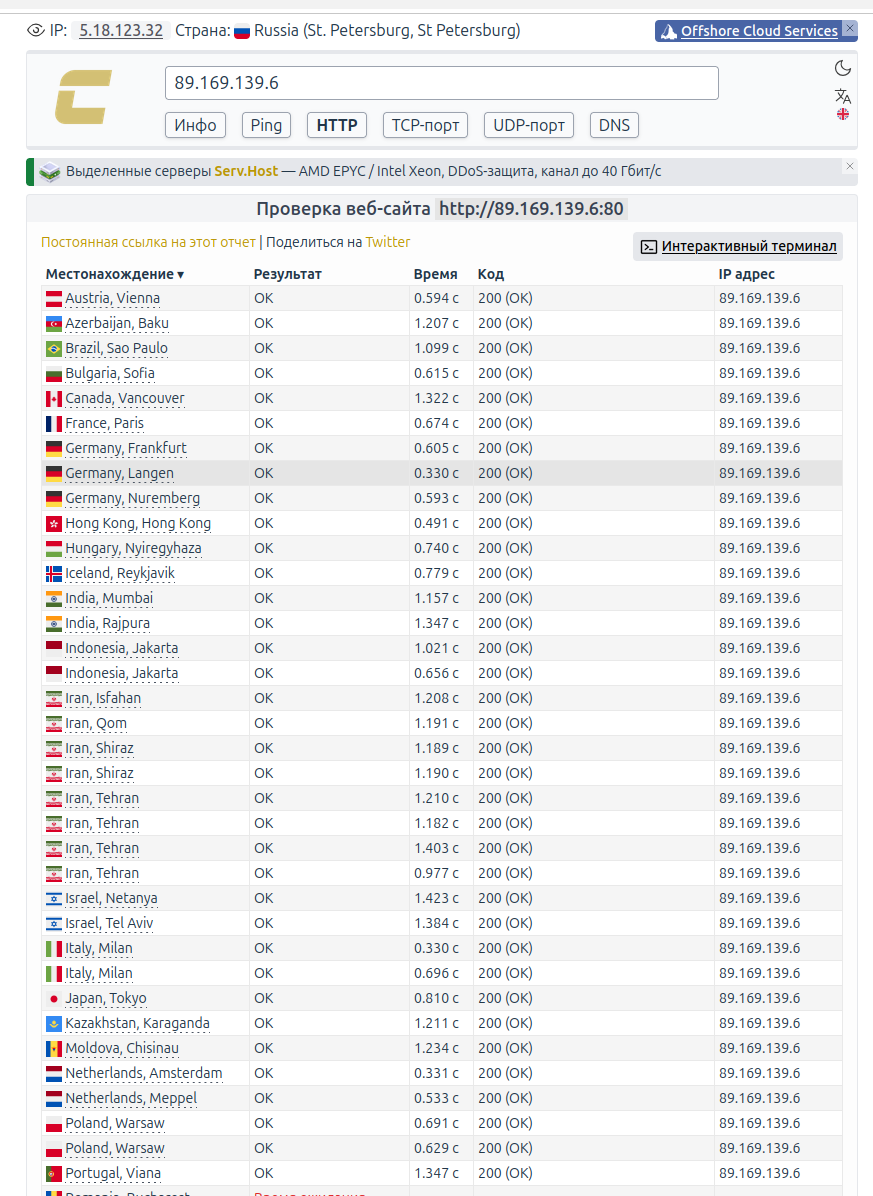 IP: 5.18.123.32 Страна: Russia (St. Petersburg, St Petersburg) Offshore Cloud Services
89.169.139.6
Инфо Ping HTTP TCP-порт UDP-порт DNS
Выделенные серверы Serv.Host — AMD EPYC / Intel Xeon, DDoS-защита, канал до 40 Гбит/с
Проверка веб-сайта http://89.169.139.6:80
Постоянная ссылка на этот отчет | Поделиться на Twitter Интерактивный терминал
Местонахождение ▾ Результат Время Код IP адрес
Austria, Vienna OK 0.594 с 200 (OK) 89.169.139.6
Azerbaijan, Baku OK 1.207 с 200 (OK) 89.169.139.6
Brazil, Sao Paulo OK 1.099 с 200 (OK) 89.169.139.6
Bulgaria, Sofia OK 0.615 с 200 (OK) 89.169.139.6
Canada, Vancouver OK 1.322 с 200 (OK) 89.169.139.6
France, Paris OK 0.674 с 200 (OK) 89.169.139.6
Germany, Frankfurt OK 0.605 с 200 (OK) 89.169.139.6
Germany, Langen OK 0.330 с 200 (OK) 89.169.139.6
Germany, Nuremberg OK 0.593 с 200 (OK) 89.169.139.6
Hong Kong, Hong Kong OK 0.491 с 200 (OK) 89.169.139.6
Hungary, Nyiregyhaza OK 0.740 с 200 (OK) 89.169.139.6
Iceland, Reykjavik OK 0.779 с 200 (OK) 89.169.139.6
India, Mumbai OK 1.157 с 200 (OK) 89.169.139.6
India, Rajpura OK 1.347 с 200 (OK) 89.169.139.6
Indonesia, Jakarta OK 1.021 с 200 (OK) 89.169.139.6
Indonesia, Jakarta OK 0.656 с 200 (OK) 89.169.139.6
Iran, Isfahan OK 1.208 с 200 (OK) 89.169.139.6
Iran, Qom OK 1.191 с 200 (OK) 89.169.139.6
Iran, Shiraz OK 1.189 с 200 (OK) 89.169.139.6
Iran, Shiraz OK 1.190 с 200 (OK) 89.169.139.6
Iran, Tehran OK 1.210 с 200 (OK) 89.169.139.6
Iran, Tehran OK 1.182 с 200 (OK) 89.169.139.6
Iran, Tehran OK 1.403 с 200 (OK) 89.169.139.6
Iran, Tehran OK 0.977 с 200 (OK) 89.169.139.6
Israel, Netanya OK 1.423 с 200 (OK) 89.169.139.6
Israel, Tel Aviv OK 1.384 с 200 (OK) 89.169.139.6
Italy, Milan OK 0.330 с 200 (OK) 89.169.139.6
Italy, Milan OK 0.696 с 200 (OK) 89.169.139.6
Japan, Tokyo OK 0.810 с 200 (OK) 89.169.139.6
Kazakhstan, Karaganda OK 1.211 с 200 (OK) 89.169.139.6
Moldova, Chisinau OK 1.234 с 200 (OK) 89.169.139.6
Netherlands, Amsterdam OK 0.331 с 200 (OK) 89.169.139.6
Netherlands, Meppel OK 0.533 с 200 (OK) 89.169.139.6
Poland, Warsaw OK 0.691 с 200 (OK) 89.169.139.6
Poland, Warsaw OK 0.629 с 200 (OK) 89.169.139.6
Portugal, Viana OK 1.347 с 200 (OK) 89.169.139.6